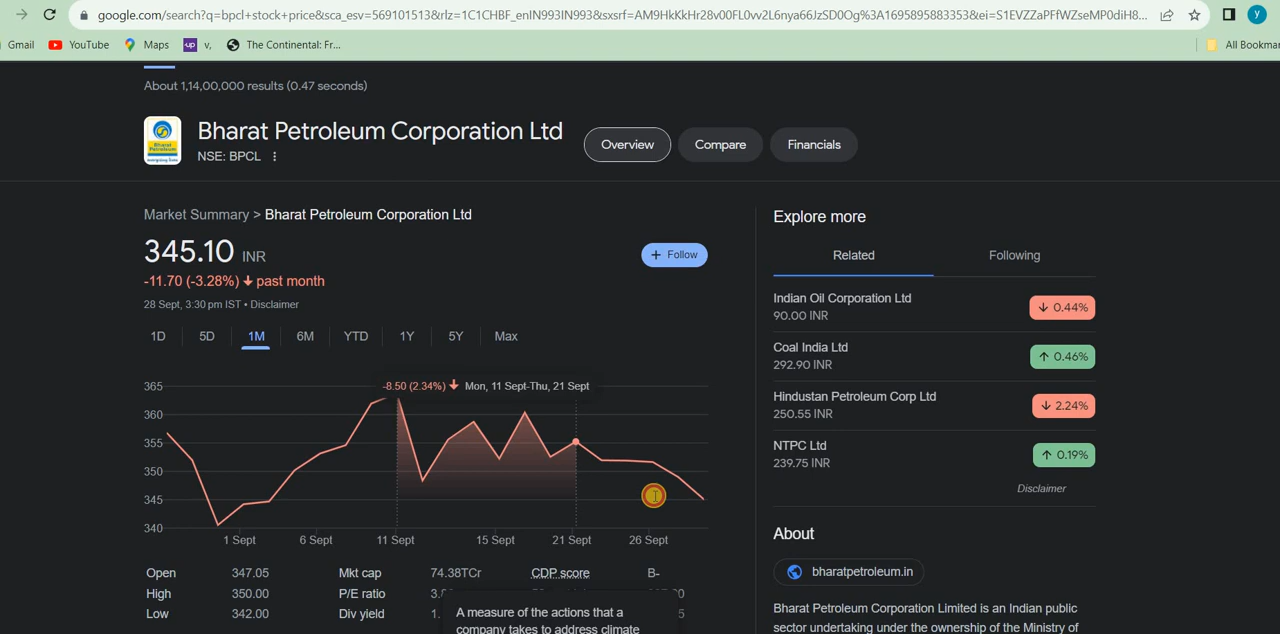 google.com/search?q=bpcl+stock+price&sca_esv=569101513&rlz=1C1CHBF_enIN993IN993&sxsrf=AM9HkKkHr28v00FL0vv2L6nya66JzSD0Og%3A1695895883353&ei=S1EVZZaPFfWZseMP0diH8...
y
Gmail YouTube Maps up v, The Continental: Fr... All Bookmar
About 1,14,00,000 results (0.47 seconds)
Bharat Petroleum Corporation Ltd
NSE: BPCL
Overview Compare Financials
Market Summary > Bharat Petroleum Corporation Ltd
345.10 INR
+ Follow
-11.70 (-3.28%) ↓ past month
28 Sept, 3:30 pm IST • Disclaimer
1D 5D 1M 6M YTD 1Y 5Y Max
-8.50 (2.34%) ↓ Mon, 11 Sept-Thu, 21 Sept
365
360
355
350
345
340
1 Sept 6 Sept 11 Sept 15 Sept 21 Sept 26 Sept
Open 347.05 Mkt cap 74.38TCr CDP score B-
High 350.00 P/E ratio
Low 342.00 Div yield
A measure of the actions that a
company takes to address climate
Explore more
Related Following
Indian Oil Corporation Ltd
90.00 INR
↓ 0.44%
Coal India Ltd
292.90 INR
↑ 0.46%
Hindustan Petroleum Corp Ltd
250.55 INR
↓ 2.24%
NTPC Ltd
239.75 INR
↑ 0.19%
Disclaimer
About
bharatpetroleum.in
Bharat Petroleum Corporation Limited is an Indian public
sector undertaking under the ownership of the Ministry of